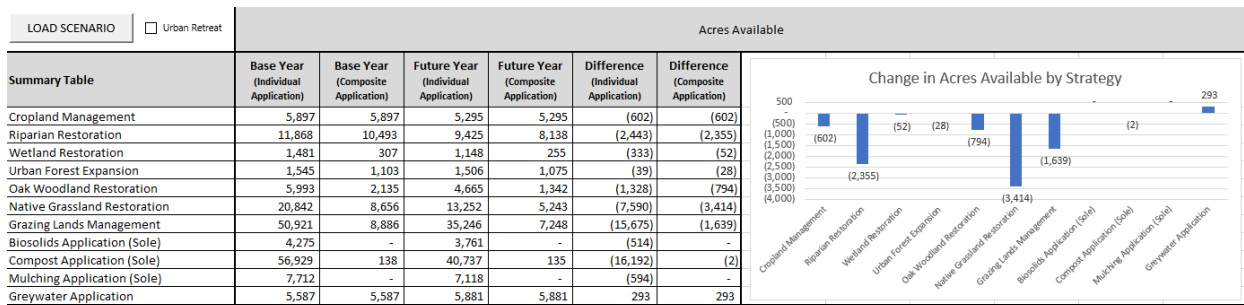 LOAD SCENARIO Urban Retreat Acres Available
Summary Table Base Year (Individual Application) Base Year (Composite Application) Future Year (Individual Application) Future Year (Composite Application) Difference (Individual Application) Difference (Composite Application)
Cropland Management 5,897 5,897 5,295 5,295 (602) (602)
Riparian Restoration 11,868 10,493 9,425 8,138 (2,443) (2,355)
Wetland Restoration 1,481 307 1,148 255 (333) (52)
Urban Forest Expansion 1,545 1,103 1,506 1,075 (39) (28)
Oak Woodland Restoration 5,993 2,135 4,665 1,342 (1,328) (794)
Native Grassland Restoration 20,842 8,656 13,252 5,243 (7,590) (3,414)
Grazing Lands Management 50,921 8,886 35,246 7,248 (15,675) (1,639)
Biosolids Application (Sole) 4,275 - 3,761 - (514) -
Compost Application (Sole) 56,929 138 40,737 135 (16,192) (2)
Mulching Application (Sole) 7,712 - 7,118 - (594) -
Greywater Application 5,587 5,587 5,881 5,881 293 293
Change in Acres Available by Strategy
500
-
(500)
(1,000)
(1,500)
(2,000)
(2,500)
(3,000)
(3,500)
(4,000)
(602)
(2,355)
(52)
(28)
(794)
(3,414)
(1,639)
-
(2)
-
293
Cropland Management
Riparian Restoration
Wetland Restoration
Urban Forest Expansion
Oak Woodland Restoration
Native Grassland Restoration
Grazing Lands Management
Biosolids Application (Sole)
Compost Application (Sole)
Mulching Application (Sole)
Greywater Application